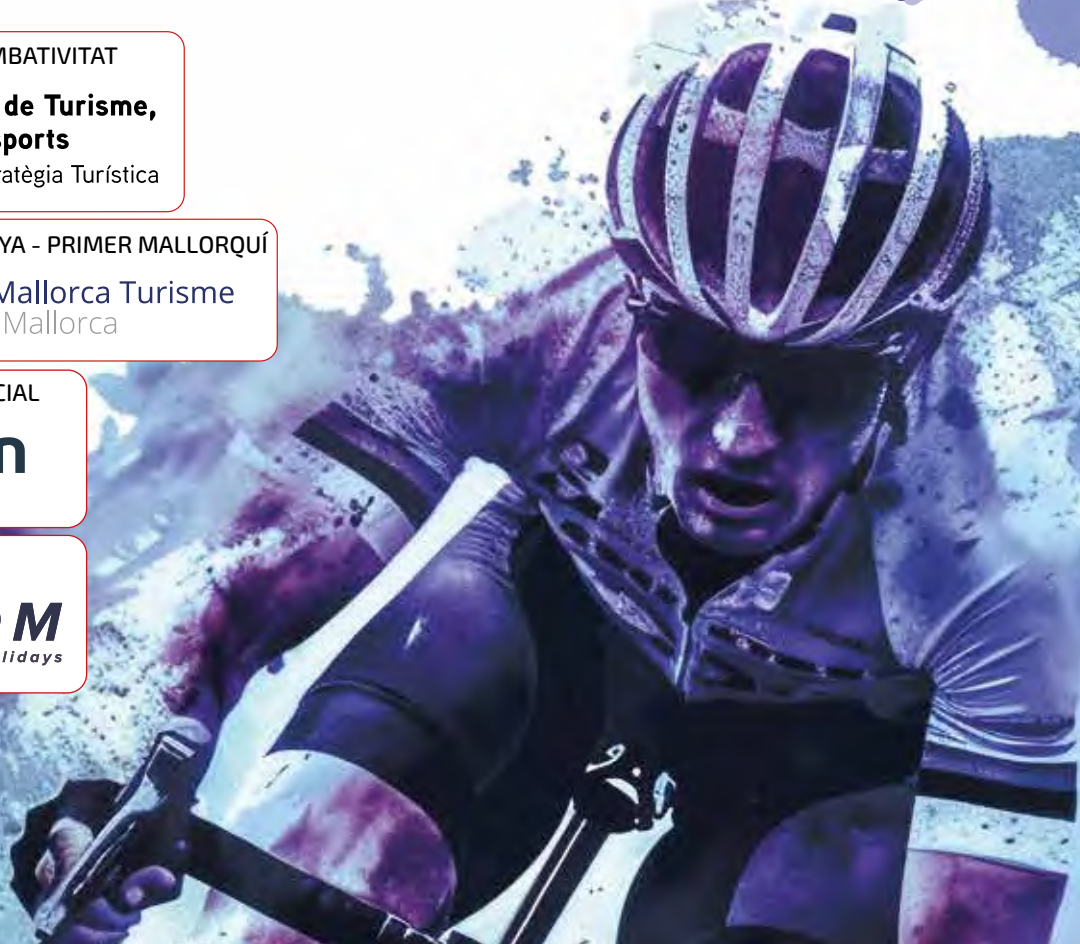 MBATIVITAT
de Turisme,
sports
ratègia Turística
YA - PRIMER MALLORQUÍ
Mallorca Turisme
Mallorca
CIAL
n
M
lidays